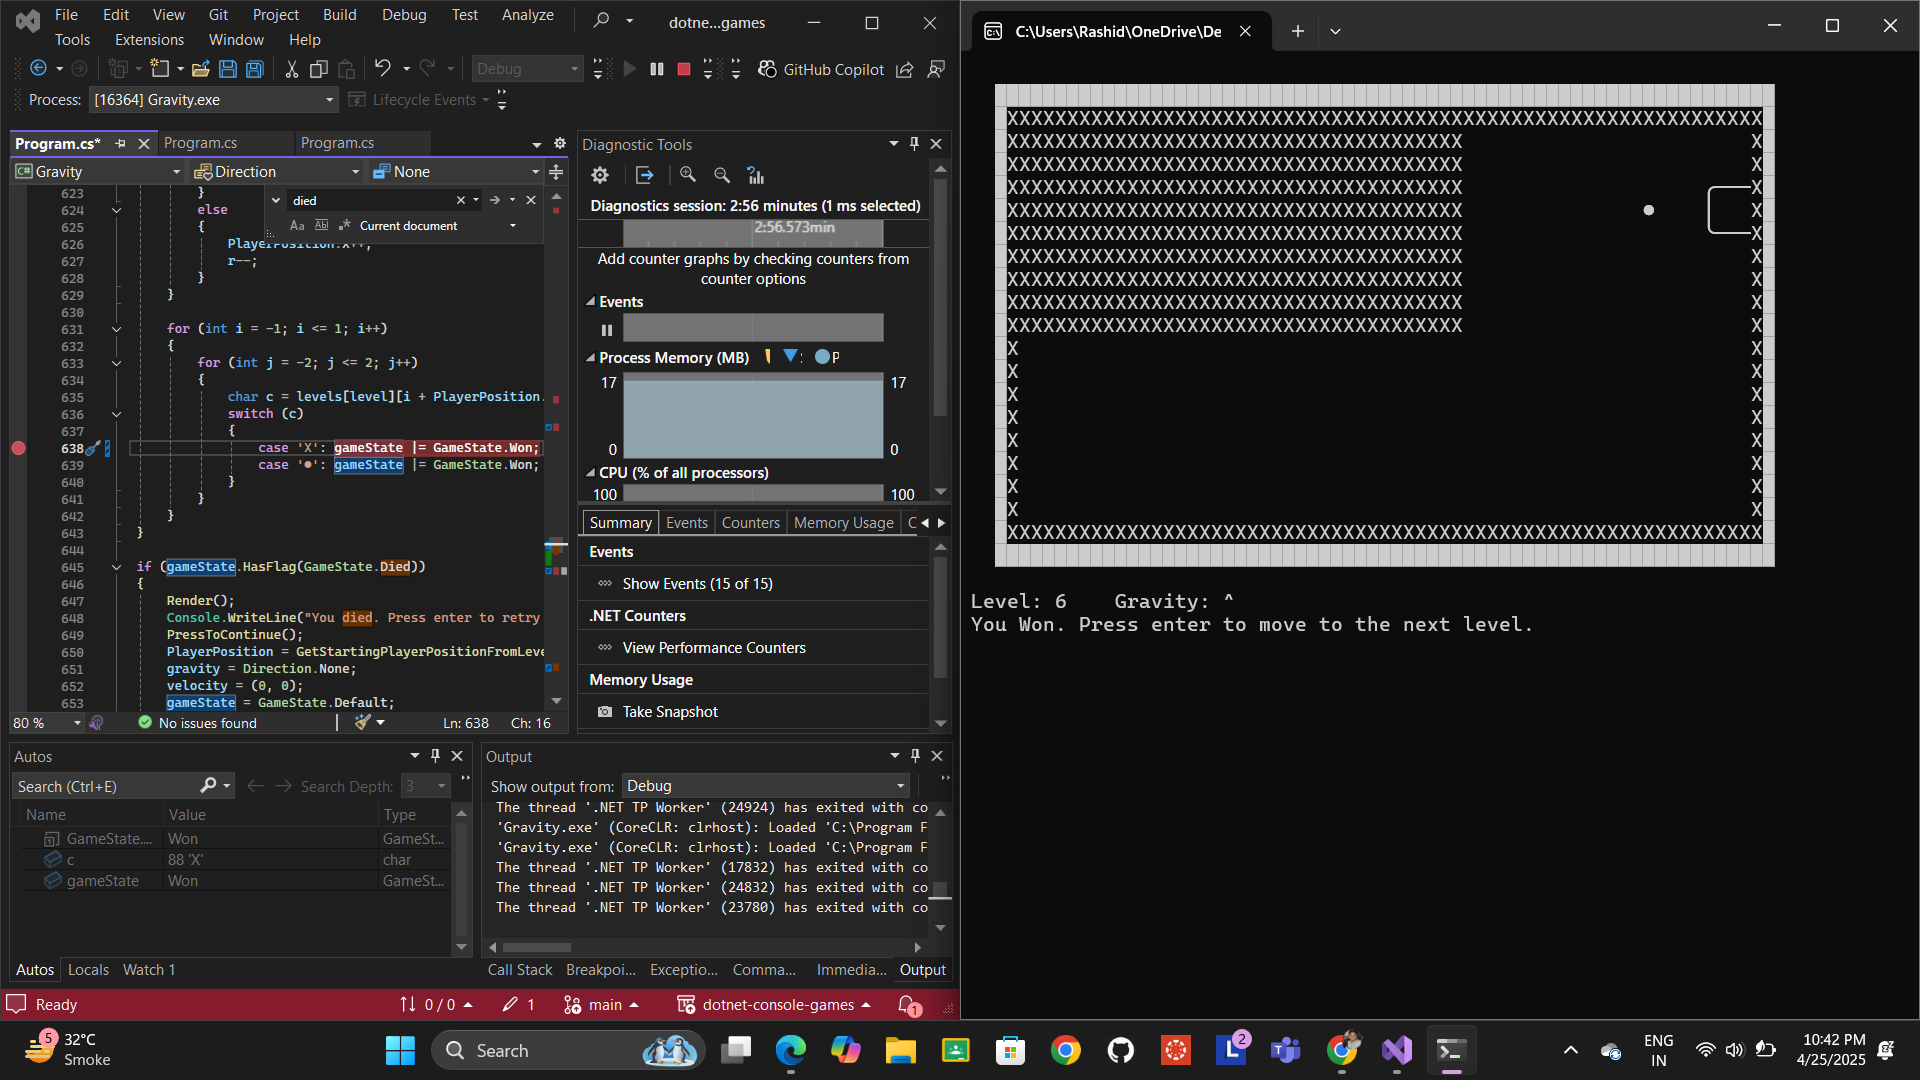 File Edit View Git Project Build Debug Test Analyze
Tools Extensions Window Help
dotne...games
Debug
GitHub Copilot
Process: [16364] Gravity.exe
Lifecycle Events
Program.cs* Program.cs Program.cs
Gravity Direction None
died
Aa Ab
Current document
623 }
624 else
625 {
626 PlayerPosition.X++;
627 r--;
628 }
629 }
630
631 for (int i = -1; i <= 1; i++)
632 {
633 for (int j = -2; j <= 2; j++)
634 {
635 char c = levels[level][i + PlayerPosition.
636 switch (c)
637 {
638 case 'X': gameState |= GameState.Won;
639 case '●': gameState |= GameState.Won;
640 }
641 }
642 }
643 }
644
645 if (gameState.HasFlag(GameState.Died))
646 {
647 Render();
648 Console.WriteLine("You died. Press enter to retry
649 PressToContinue();
650 PlayerPosition = GetStartingPlayerPositionFromLeve
651 gravity = Direction.None;
652 velocity = (0, 0);
653 gameState = GameState.Default;
80 % No issues found Ln: 638 Ch: 16
Diagnostic Tools
Diagnostics session: 2:56 minutes (1 ms selected)
2:56.573min
Add counter graphs by checking counters from
counter options
Events
Process Memory (MB) P
17 17
0 0
CPU (% of all processors)
100 100
Summary Events Counters Memory Usage C
Events
Show Events (15 of 15)
.NET Counters
View Performance Counters
Memory Usage
Take Snapshot
Autos
Search (Ctrl+E) Search Depth: 3
Name Value Type
GameState.... Won GameSt...
c 88 'X' char
gameState Won GameSt...
Autos Locals Watch 1
Output
Show output from: Debug
The thread '.NET TP Worker' (24924) has exited with co
'Gravity.exe' (CoreCLR: clrhost): Loaded 'C:\Program F
'Gravity.exe' (CoreCLR: clrhost): Loaded 'C:\Program F
The thread '.NET TP Worker' (17832) has exited with co
The thread '.NET TP Worker' (24832) has exited with co
The thread '.NET TP Worker' (23780) has exited with co
Call Stack Breakpoi... Exceptio... Comma... Immedia... Output
Ready 0 / 0 1 main dotnet-console-games 1
C:\Users\Rashid\OneDrive\De
XXXXXXXXXXXXXXXXXXXXXXXXXXXXXXXXXXXXXXXXXXXXXXXXXXXXXXXXXXXXXXX
XXXXXXXXXXXXXXXXXXXXXXXXXXXXXXXXXXXXXX X
XXXXXXXXXXXXXXXXXXXXXXXXXXXXXXXXXXXXXX X
XXXXXXXXXXXXXXXXXXXXXXXXXXXXXXXXXXXXXX X
XXXXXXXXXXXXXXXXXXXXXXXXXXXXXXXXXXXXXX ● X
XXXXXXXXXXXXXXXXXXXXXXXXXXXXXXXXXXXXXX X
XXXXXXXXXXXXXXXXXXXXXXXXXXXXXXXXXXXXXX X
XXXXXXXXXXXXXXXXXXXXXXXXXXXXXXXXXXXXXX X
XXXXXXXXXXXXXXXXXXXXXXXXXXXXXXXXXXXXXX X
XXXXXXXXXXXXXXXXXXXXXXXXXXXXXXXXXXXXXX X
X X
X X
X X
X X
X X
X X
X X
X X
XXXXXXXXXXXXXXXXXXXXXXXXXXXXXXXXXXXXXXXXXXXXXXXXXXXXXXXXXXXXXXX
Level: 6 Gravity: ^
You Won. Press enter to move to the next level.
5 32°C
Smoke
Search
L 2
ENG
IN
10:42 PM
4/25/2025